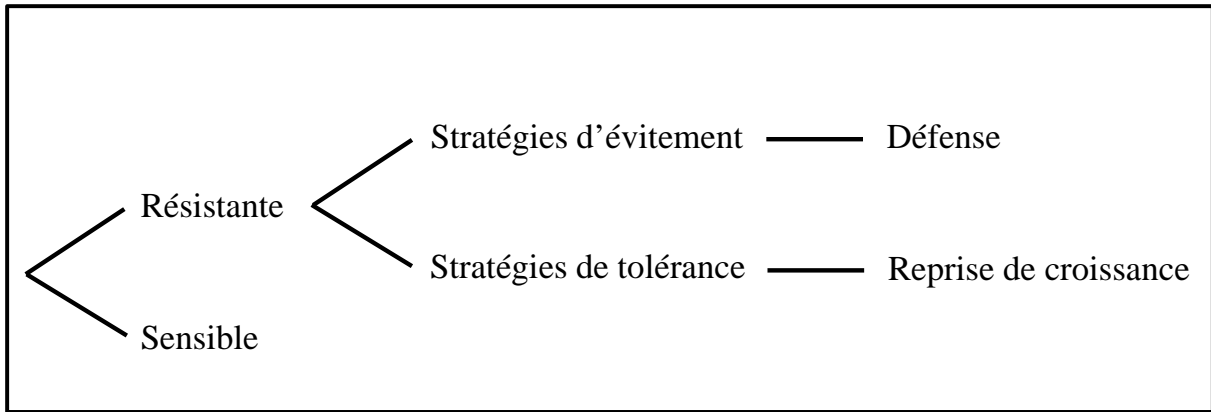 Stratégies d’évitement
Défense
Résistante
Stratégies de tolérance
Reprise de croissance
Sensible